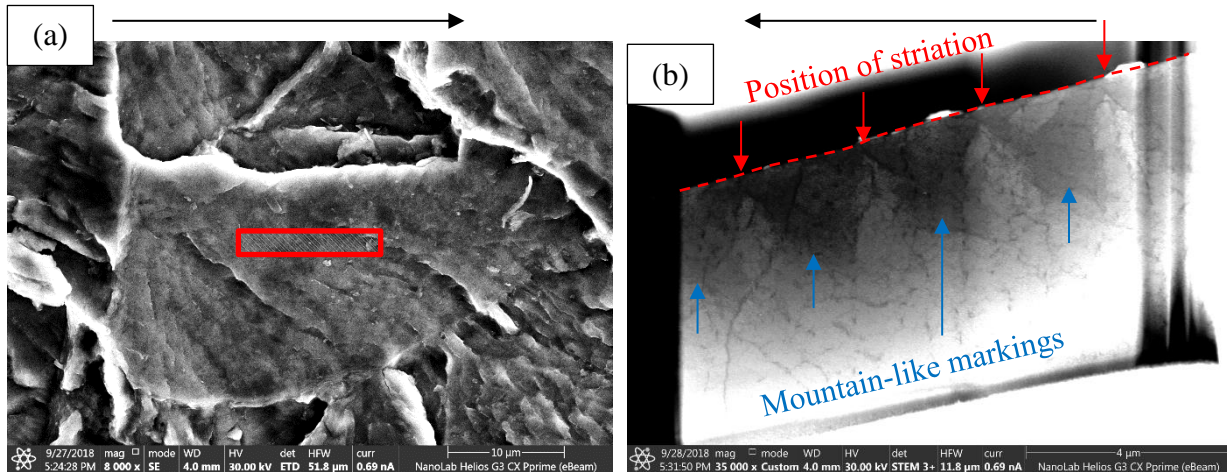 (a)
9/27/2018 mag □ mode WD HV det HFW curr
5:24:28 PM 8 000 x SE 4.0 mm 30.00 kV ETD 51.8 µm 0.69 nA
10 µm
NanoLab Helios G3 CX Pprime (eBeam)
(b)
Position of striation
Mountain-like markings
9/28/2018 mag □ mode WD HV det HFW curr
5:31:50 PM 35 000 x Custom 4.0 mm 30.00 kV STEM 3+ 11.8 µm 0.69 nA
4 µm
NanoLab Helios G3 CX Pprime (eBeam)